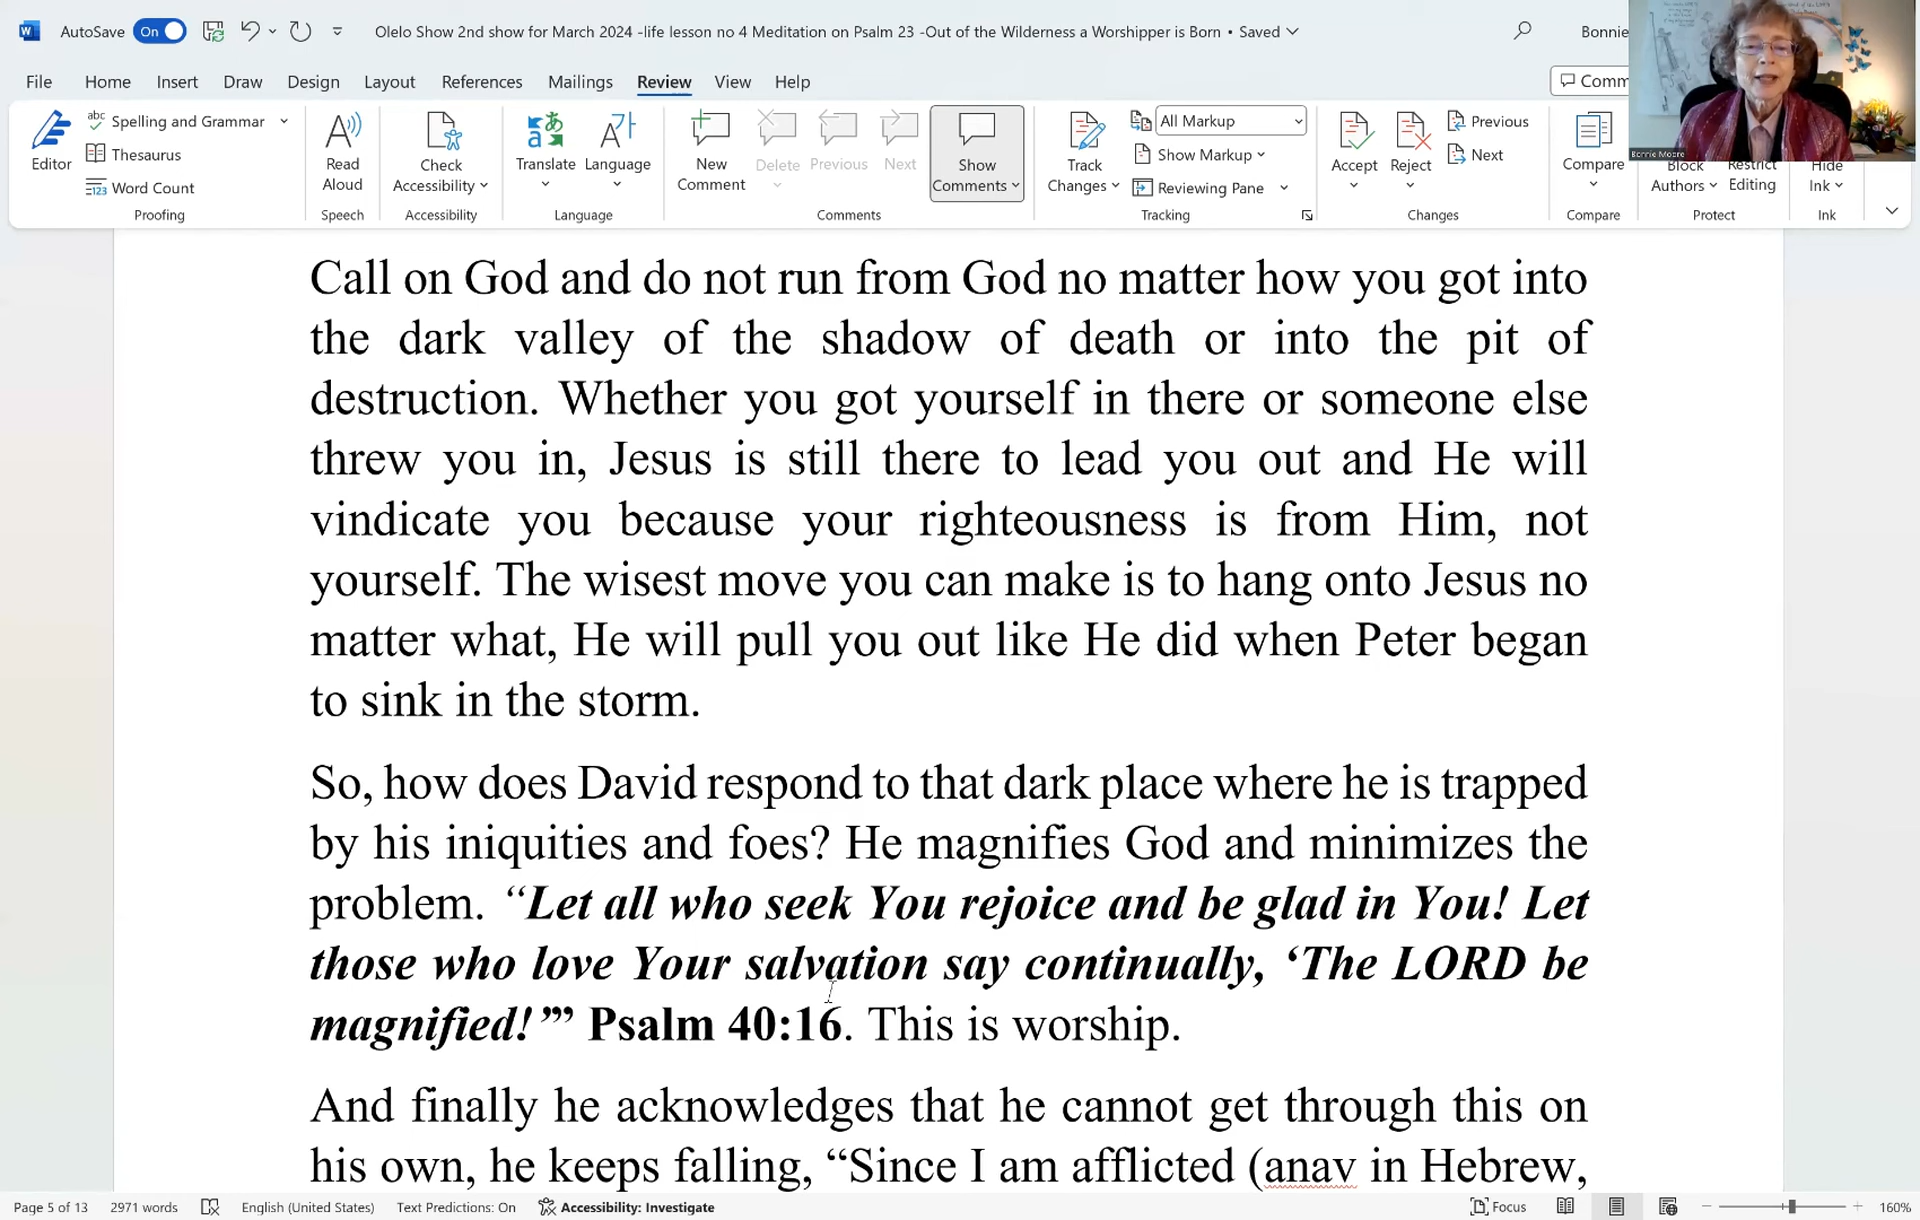 AutoSave On Olelo Show 2nd show for March 2024 -life lesson no 4 Meditation on Psalm 23 -Out of the Wilderness a Worshipper is Born • Saved Bonnie
File Home Insert Draw Design Layout References Mailings Review View Help Comm
Editor
abc Spelling and Grammar
Thesaurus
123 Word Count
Proofing
Read Aloud
Speech
Check Accessibility
Accessibility
Translate
Language
Language
New Comment
Delete
Previous
Next
Show Comments
Comments
Track Changes
All Markup
Show Markup
Reviewing Pane
Tracking
Accept
Reject
Previous
Next
Changes
Compare
Compare
Block Authors
Restrict Editing
Protect
Hide Ink
Ink
Bonnie Moore
Call on God and do not run from God no matter how you got into
the dark valley of the shadow of death or into the pit of
destruction. Whether you got yourself in there or someone else
threw you in, Jesus is still there to lead you out and He will
vindicate you because your righteousness is from Him, not
yourself. The wisest move you can make is to hang onto Jesus no
matter what, He will pull you out like He did when Peter began
to sink in the storm.
So, how does David respond to that dark place where he is trapped
by his iniquities and foes? He magnifies God and minimizes the
problem. “Let all who seek You rejoice and be glad in You! Let
those who love Your salvation say continually, ‘The LORD be
magnified!’” Psalm 40:16. This is worship.
And finally he acknowledges that he cannot get through this on
his own, he keeps falling, “Since I am afflicted (anav in Hebrew,
Page 5 of 13 2971 words English (United States) Text Predictions: On Accessibility: Investigate Focus 160%